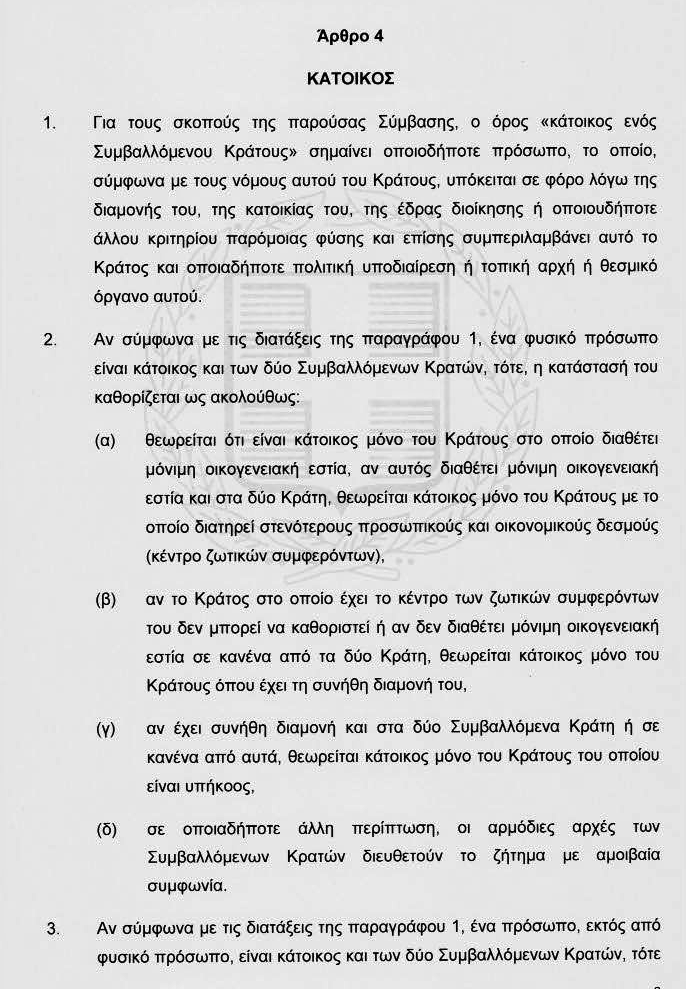 Άρθρο 4
ΚΑΤΟΙΚΟΣ
1. Για τους σκοπούς της παρούσας Σύμβασης, ο όρος «κάτοικος ενός
Συμβαλλόμενου Κράτους» σημαίνει οποιοδήποτε πρόσωπο, το οποίο,
σύμφωνα με τους νόμους αυτού του Κράτους, υπόκειται σε φόρο λόγω της
διαμονής του, της κατοικίας του, της έδρας διοίκησης ή οποιουδήποτε
άλλου κριτηρίου παρόμοιας φύσης και επίσης συμπεριλαμβάνει αυτό το
Κράτος και οποιαδήποτε πολιτική υποδιαίρεση ή τοπική αρχή ή θεσμικό
όργανο αυτού.
2. Αν σύμφωνα με τις διατάξεις της παραγράφου 1, ένα φυσικό πρόσωπο
είναι κάτοικος και των δύο Συμβαλλόμενων Κρατών, τότε, η κατάστασή του
καθορίζεται ως ακολούθως:
(α) θεωρείται ότι είναι κάτοικος μόνο του Κράτους στο οποίο διαθέτει
μόνιμη οικογενειακή εστία, αν αυτός διαθέτει μόνιμη οικογενειακή
εστία και στα δύο Κράτη, θεωρείται κάτοικος μόνο του Κράτους με το
οποίο διατηρεί στενότερους προσωπικούς και οικονομικούς δεσμούς
(κέντρο ζωτικών συμφερόντων),
(β) αν το Κράτος στο οποίο έχει το κέντρο των ζωτικών συμφερόντων
του δεν μπορεί να καθοριστεί ή αν δεν διαθέτει μόνιμη οικογενειακή
εστία σε κανένα από τα δύο Κράτη, θεωρείται κάτοικος μόνο του
Κράτους όπου έχει τη συνήθη διαμονή του,
(γ) αν έχει συνήθη διαμονή και στα δύο Συμβαλλόμενα Κράτη ή σε
κανένα από αυτά, θεωρείται κάτοικος μόνο του Κράτους του οποίου
είναι υπήκοος,
(δ) σε οποιαδήποτε άλλη περίπτωση, οι αρμόδιες αρχές των
Συμβαλλόμενων Κρατών διευθετούν το ζήτημα με αμοιβαία
συμφωνία.
3. Αν σύμφωνα με τις διατάξεις της παραγράφου 1, ένα πρόσωπο, εκτός από
φυσικό πρόσωπο, είναι κάτοικος και των δύο Συμβαλλόμενων Κρατών, τότε